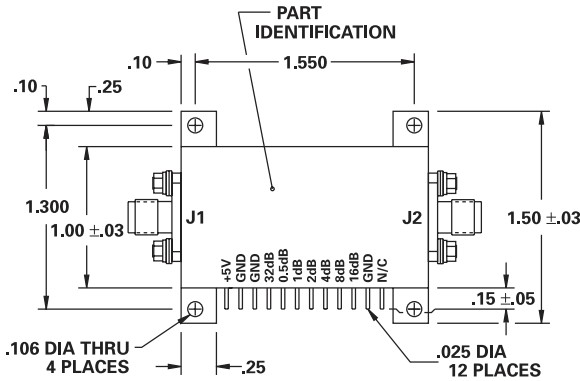 PART
IDENTIFICATION
.10
1.550
.10
.25
1.300
1.00 ±.03
J1
J2
1.50 ±.03
+5V
GND
GND
32dB
0.5dB
1dB
2dB
4dB
8dB
16dB
GND
N/C
.15 ±.05
.106 DIA THRU
4 PLACES
.25
.025 DIA
12 PLACES